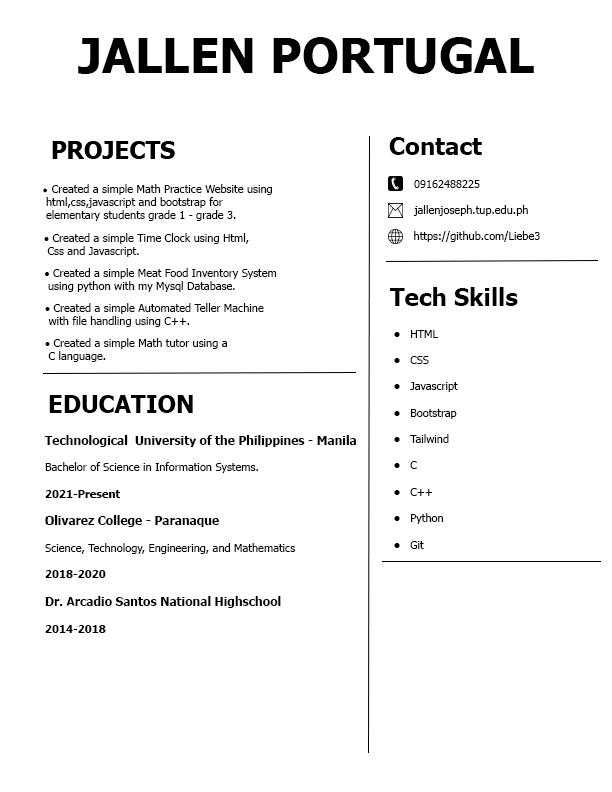 JALLEN PORTUGAL
PROJECTS
• Created a simple Math Practice Website using
html,css,javascript and bootstrap for
elementary students grade 1 - grade 3.
• Created a simple Time Clock using Html,
Css and Javascript.
• Created a simple Meat Food Inventory System
using python with my Mysql Database.
• Created a simple Automated Teller Machine
with file handling using C++.
• Created a simple Math tutor using a
C language.
EDUCATION
Technological University of the Philippines - Manila
Bachelor of Science in Information Systems.
2021-Present
Olivarez College - Paranaque
Science, Technology, Engineering, and Mathematics
2018-2020
Dr. Arcadio Santos National Highschool
2014-2018
Contact
09162488225
jallenjoseph.tup.edu.ph
https://github.com/Liebe3
Tech Skills
• HTML
• CSS
• Javascript
• Bootstrap
• Tailwind
• C
• C++
• Python
• Git